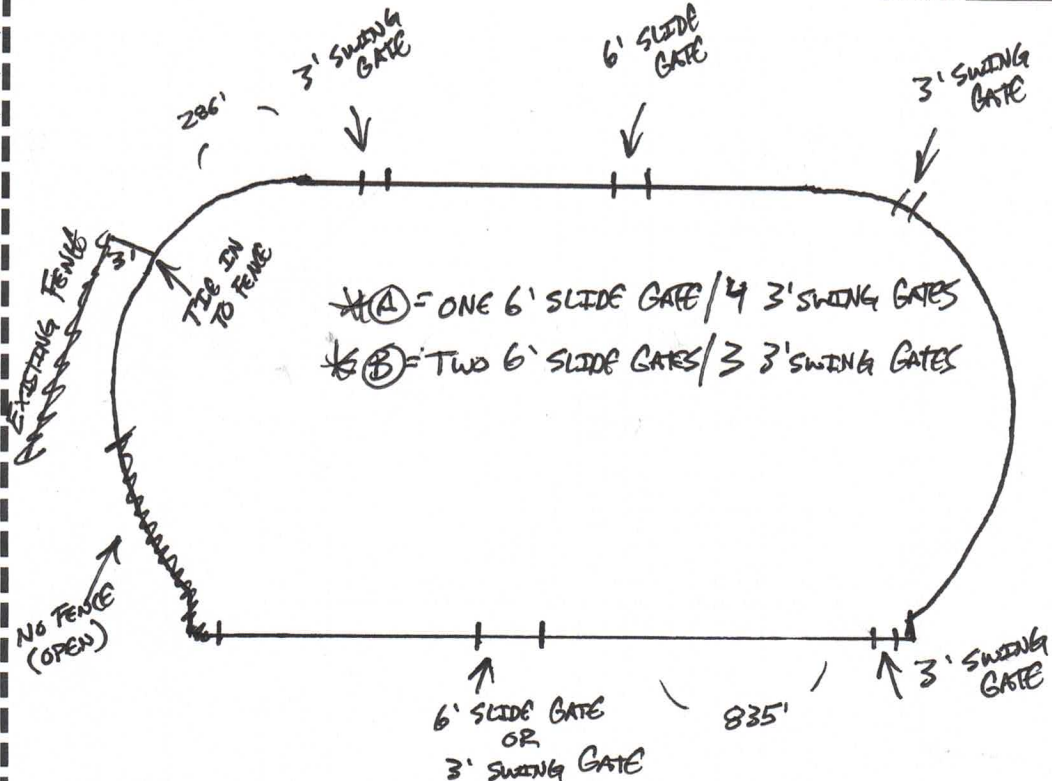 3' SWING
GATE
6' SLIDE
GATE
3' SWING
GATE
286'
EXISTING FENCE
3'
TIE IN
TO FENCE
*Ⓐ = ONE 6' SLIDE GATE/4 3' SWING GATES
*Ⓑ = TWO 6' SLIDE GATES/3 3' SWING GATES
NO FENCE
(OPEN)
6' SLIDE GATE
OR
3' SWING GATE
835'
3' SWING
GATE